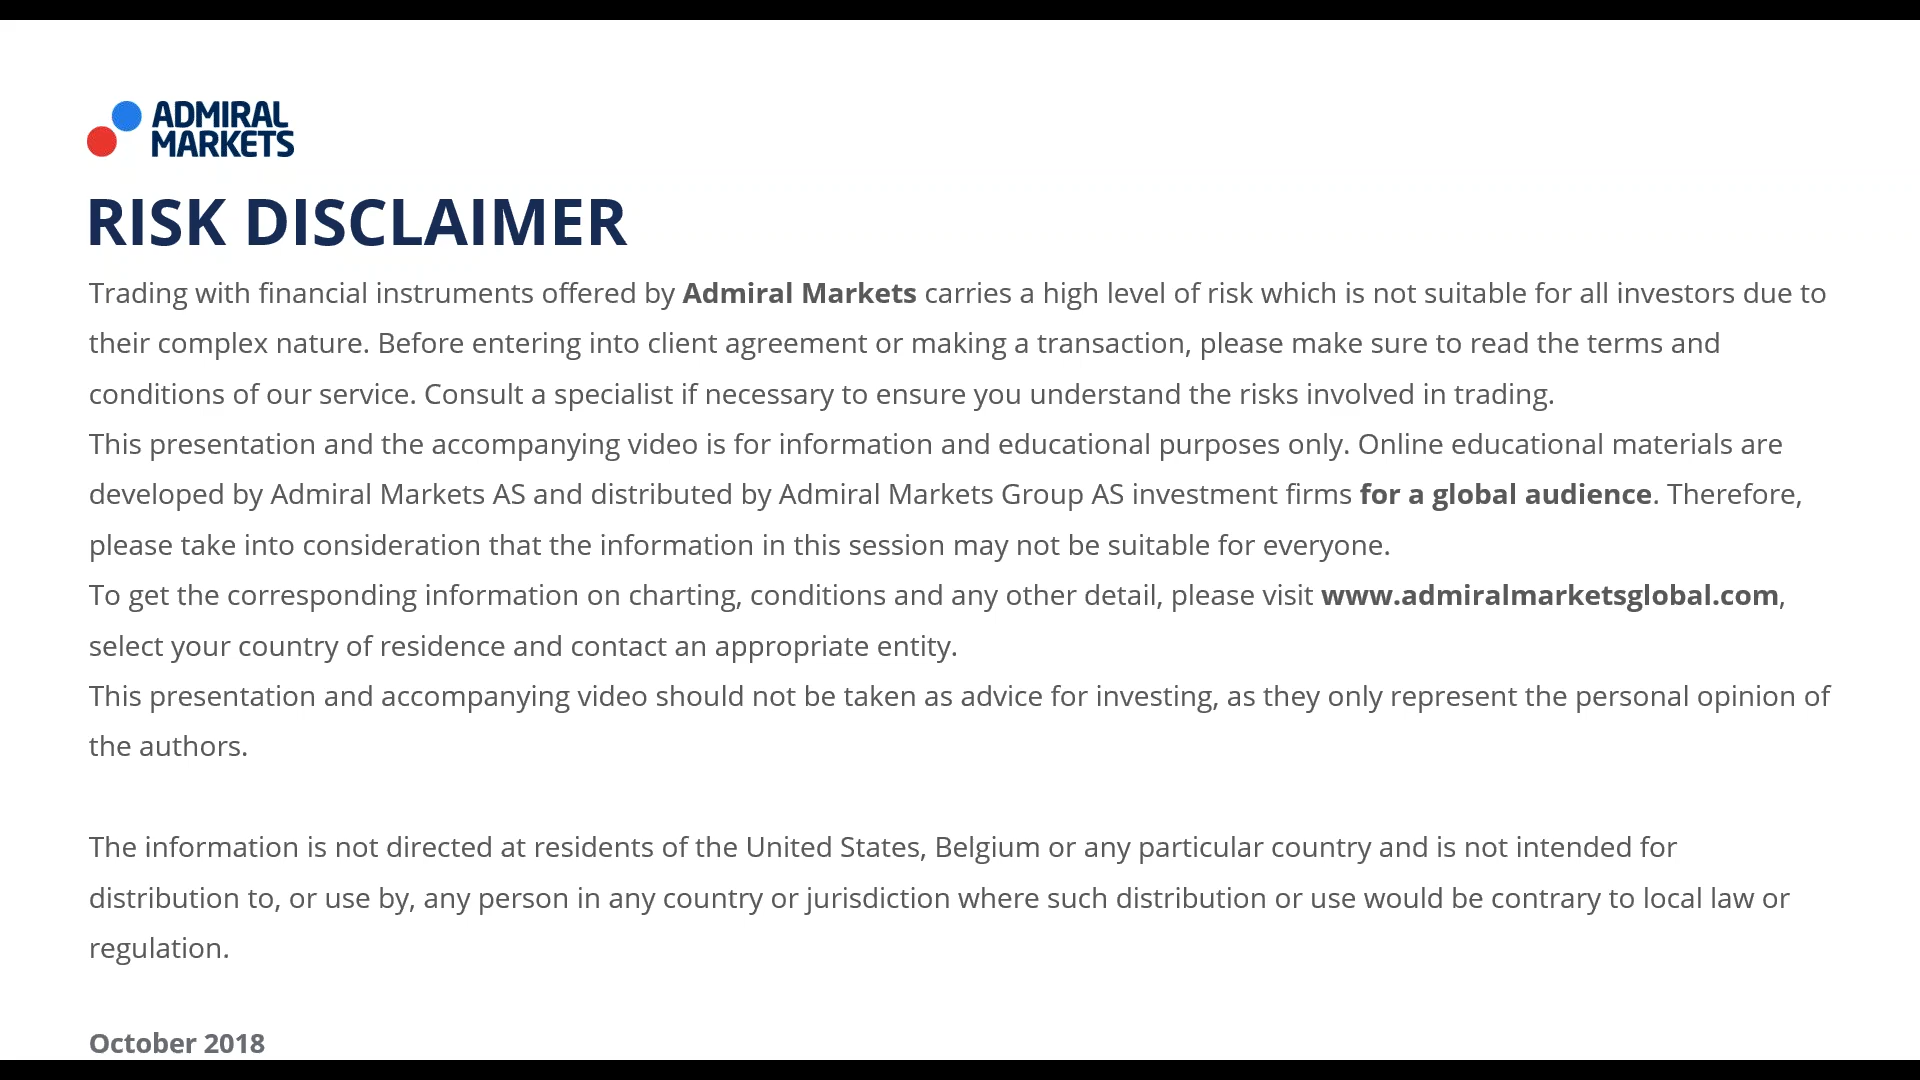 ADMIRAL
MARKETS
RISK DISCLAIMER
Trading with financial instruments offered by Admiral Markets carries a high level of risk which is not suitable for all investors due to
their complex nature. Before entering into client agreement or making a transaction, please make sure to read the terms and
conditions of our service. Consult a specialist if necessary to ensure you understand the risks involved in trading.
This presentation and the accompanying video is for information and educational purposes only. Online educational materials are
developed by Admiral Markets AS and distributed by Admiral Markets Group AS investment firms for a global audience. Therefore,
please take into consideration that the information in this session may not be suitable for everyone.
To get the corresponding information on charting, conditions and any other detail, please visit www.admiralmarketsglobal.com,
select your country of residence and contact an appropriate entity.
This presentation and accompanying video should not be taken as advice for investing, as they only represent the personal opinion of
the authors.
The information is not directed at residents of the United States, Belgium or any particular country and is not intended for
distribution to, or use by, any person in any country or jurisdiction where such distribution or use would be contrary to local law or
regulation.
October 2018